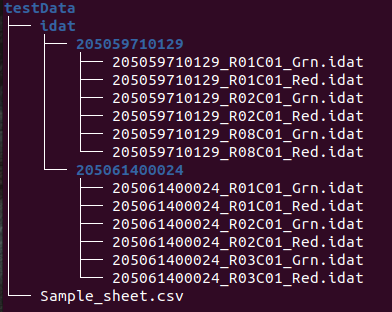 testData
idat
205059710129
205059710129_R01C01_Grn.idat
205059710129_R01C01_Red.idat
205059710129_R02C01_Grn.idat
205059710129_R02C01_Red.idat
205059710129_R08C01_Grn.idat
205059710129_R08C01_Red.idat
205061400024
205061400024_R01C01_Grn.idat
205061400024_R01C01_Red.idat
205061400024_R02C01_Grn.idat
205061400024_R02C01_Red.idat
205061400024_R03C01_Grn.idat
205061400024_R03C01_Red.idat
Sample_sheet.csv